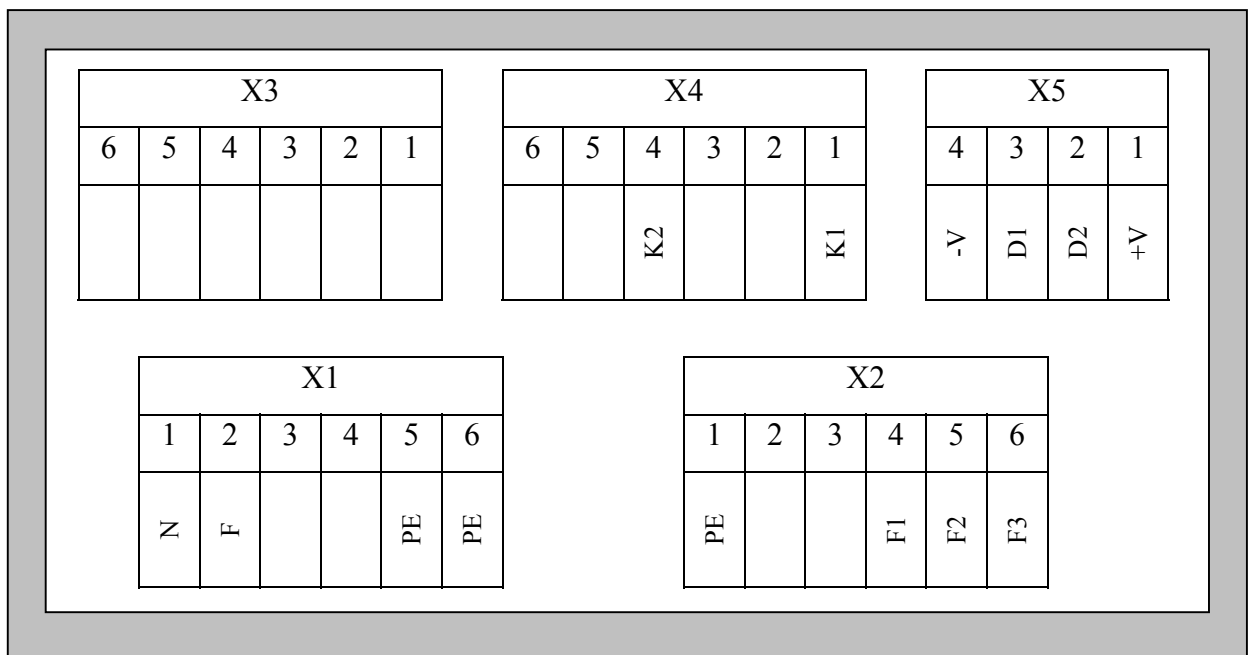 X3 X4 X5
6 5 4 3 2 1 6 5 4 3 2 1 4 3 2 1
K2 K1 -V D1 D2 +V
X1 X2
1 2 3 4 5 6 1 2 3 4 5 6
N F PE PE PE F1 F2 F3